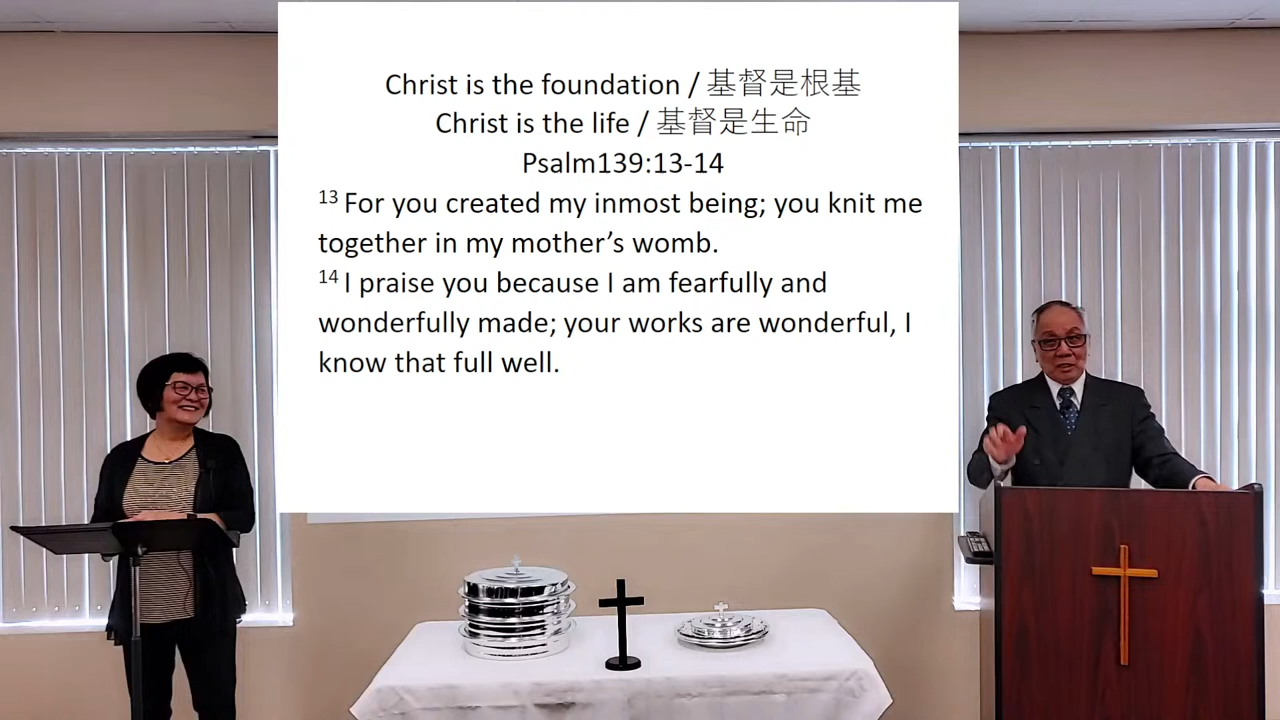 Christ is the foundation / 基督是根基
Christ is the life / 基督是生命
Psalm139:13-14
13 For you created my inmost being; you knit me
together in my mother’s womb.
14 I praise you because I am fearfully and
wonderfully made; your works are wonderful, I
know that full well.